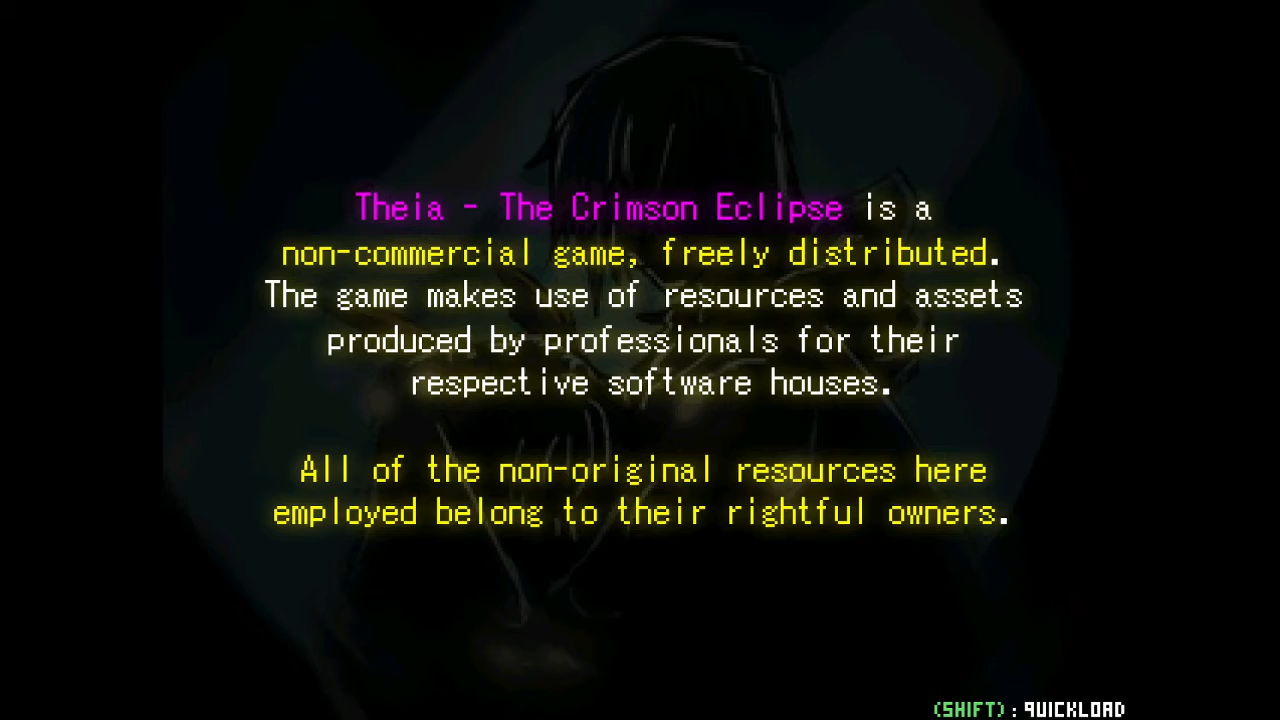 Theia - The Crimson Eclipse is a
non-commercial game, freely distributed.
The game makes use of resources and assets
produced by professionals for their
respective software houses.
All of the non-original resources here
employed belong to their rightful owners.
(SHIFT) : QUICKLOAD